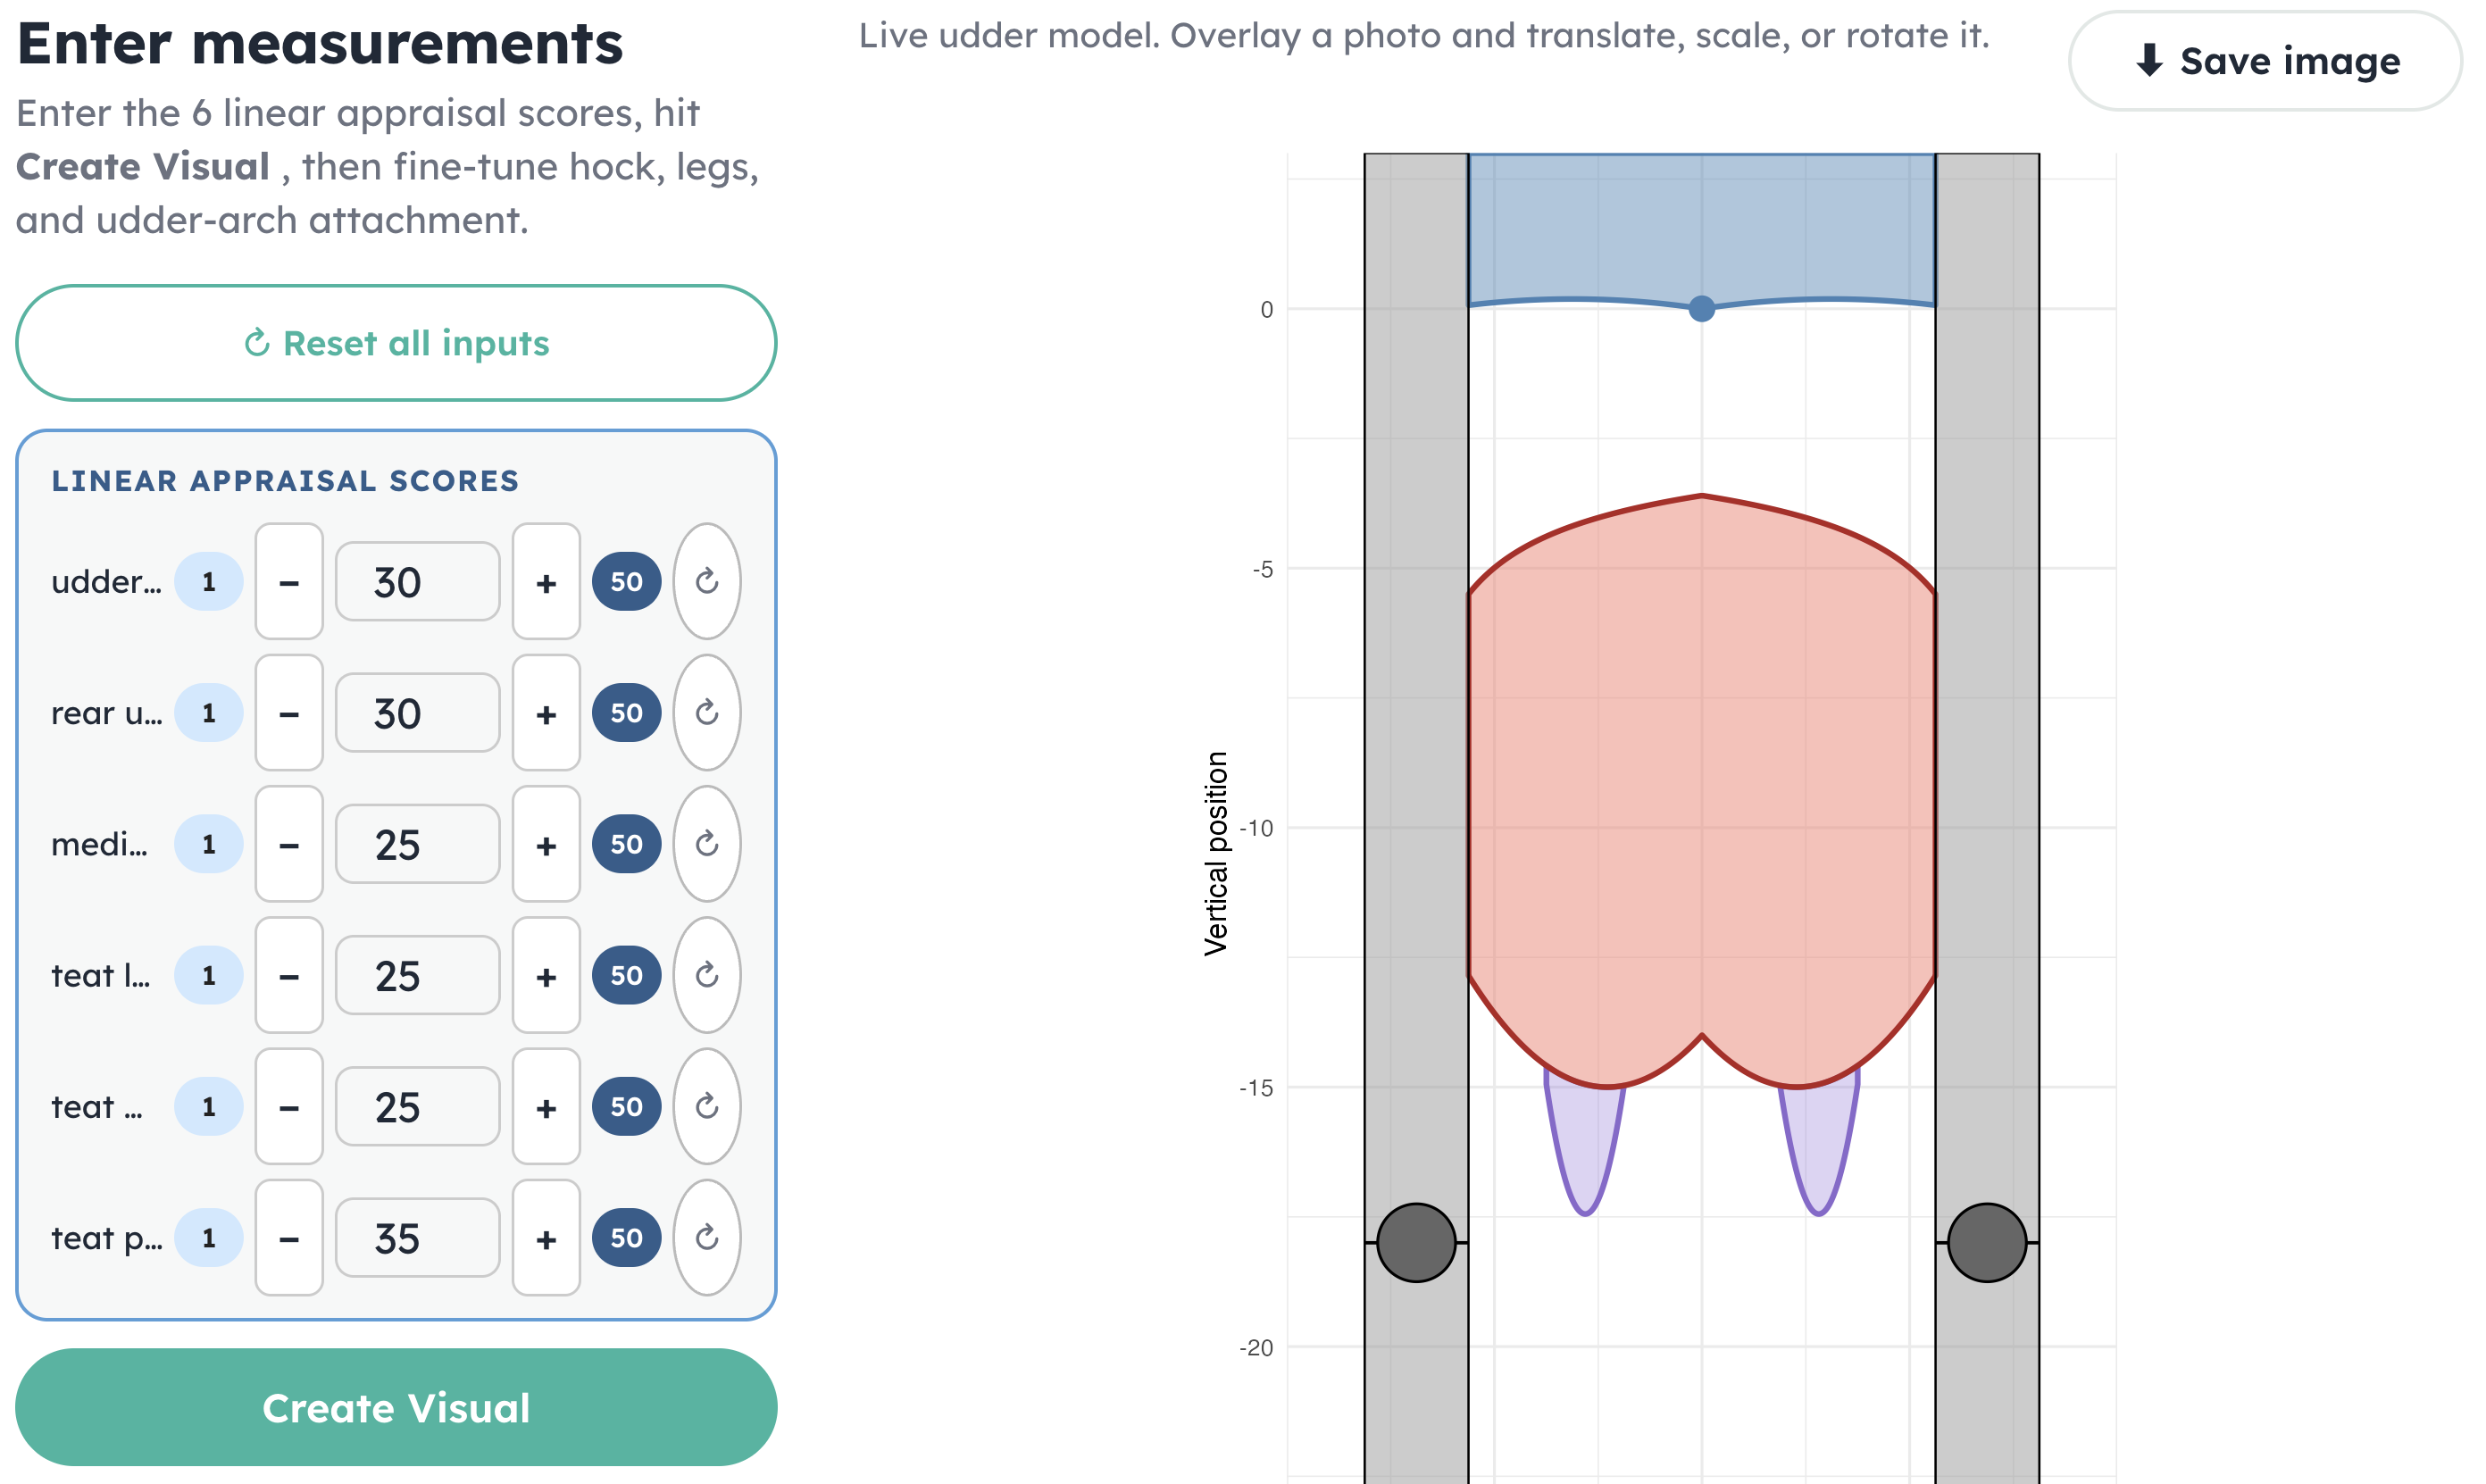 Enter measurements
Enter the 6 linear appraisal scores, hit
Create Visual , then fine-tune hock, legs,
and udder-arch attachment.
Reset all inputs
LINEAR APPRAISAL SCORES
udder... 1 − 30 + 50
rear u... 1 − 30 + 50
medi... 1 − 25 + 50
teat l... 1 − 25 + 50
teat ... 1 − 25 + 50
teat p... 1 − 35 + 50
Create Visual
Live udder model. Overlay a photo and translate, scale, or rotate it.
Save image
Vertical position
0
-5
-10
-15
-20